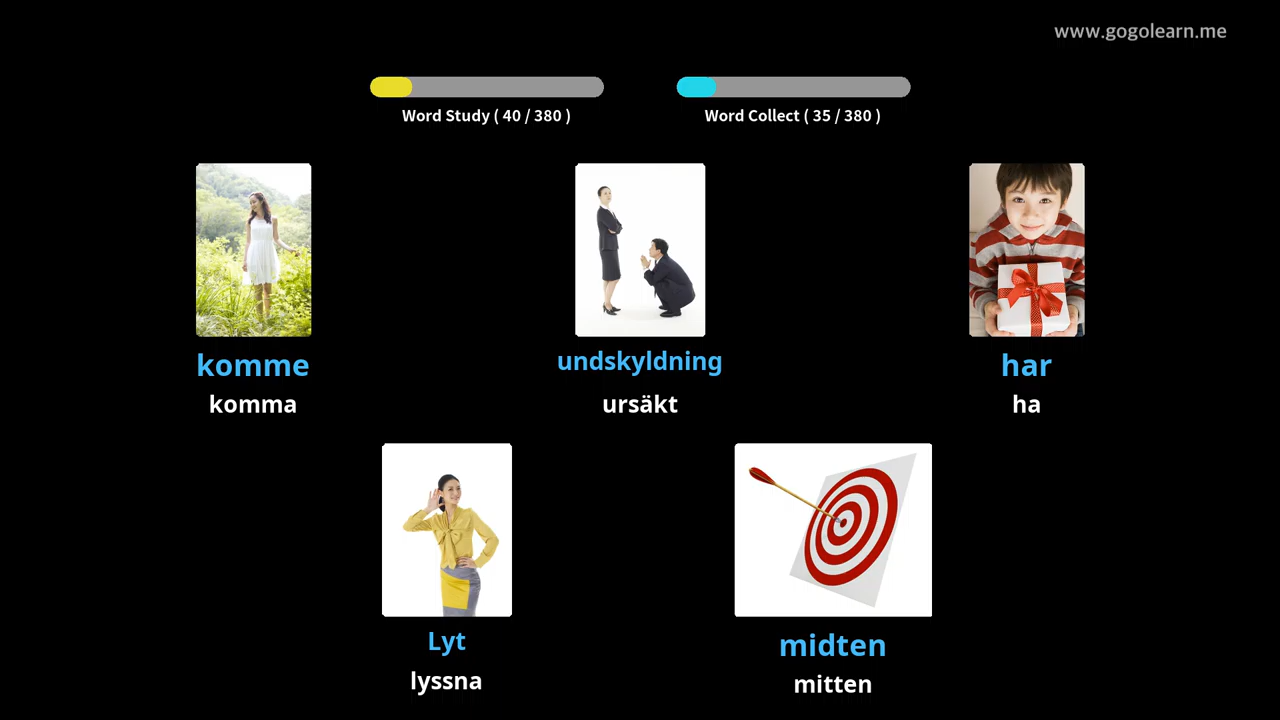 www.gogolearn.me
Word Study ( 40 / 380 )
Word Collect ( 35 / 380 )
komme
komma
undskyldning
ursäkt
har
ha
Lyt
lyssna
midten
mitten